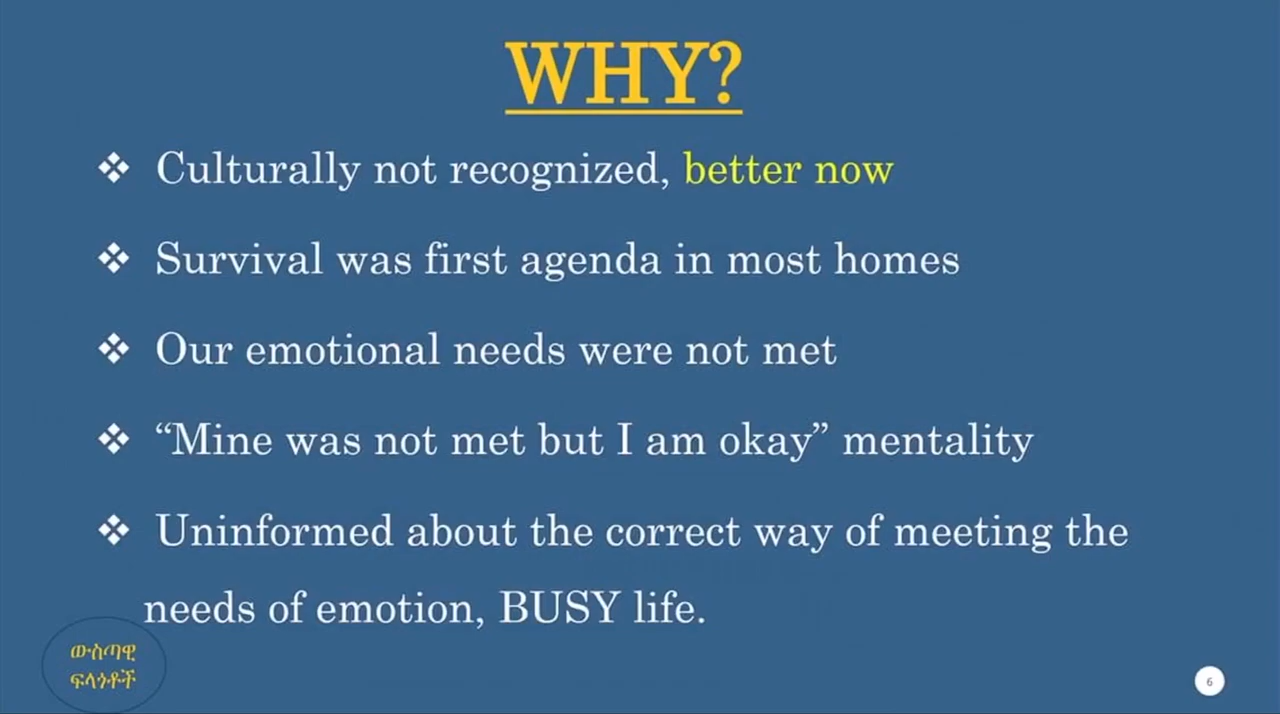 WHY?
❖ Culturally not recognized, better now
❖ Survival was first agenda in most homes
❖ Our emotional needs were not met
❖ “Mine was not met but I am okay” mentality
❖ Uninformed about the correct way of meeting the
needs of emotion, BUSY life.
ውስጣዊ
ፍላጎቶች
6